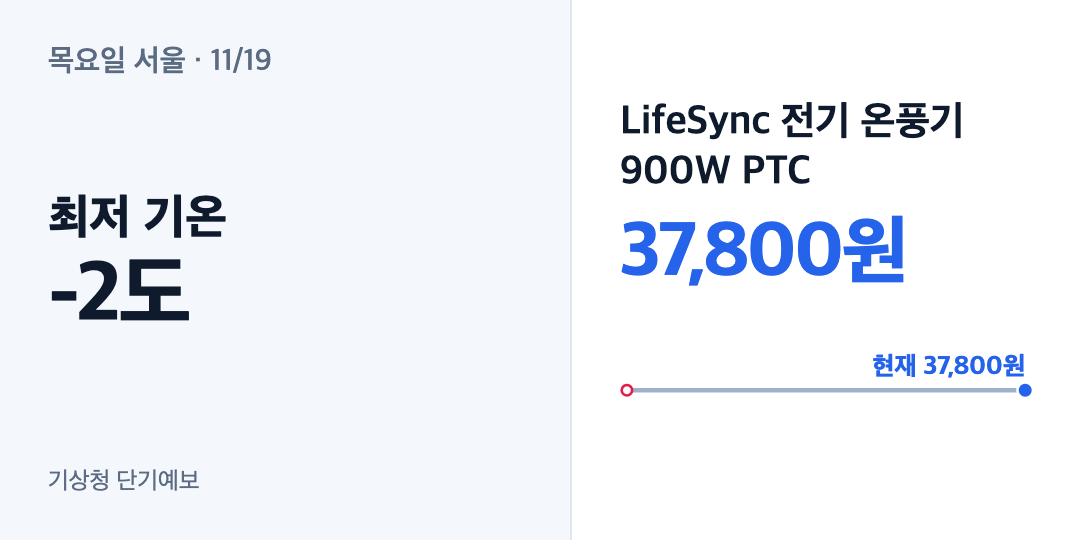 목요일 서울 · 11/19
최저 기온
-2도
기상청 단기예보
LifeSync 전기 온풍기
900W PTC
37,800원
현재 37,800원